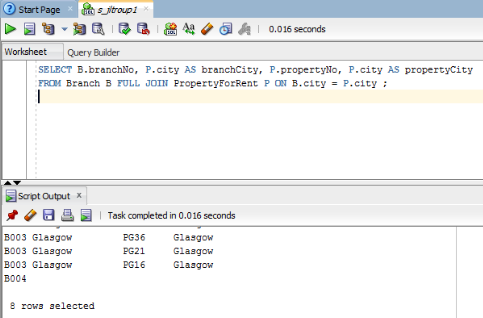 Start Page
s_jltroup1
0.016 seconds
Worksheet Query Builder
SELECT B.branchNo, P.city AS branchCity, P.propertyNo, P.city AS propertyCity
FROM Branch B FULL JOIN PropertyForRent P ON B.city = P.city ;
Script Output
Task completed in 0.016 seconds
B003 Glasgow PG36 Glasgow
B003 Glasgow PG21 Glasgow
B003 Glasgow PG16 Glasgow
B004
8 rows selected